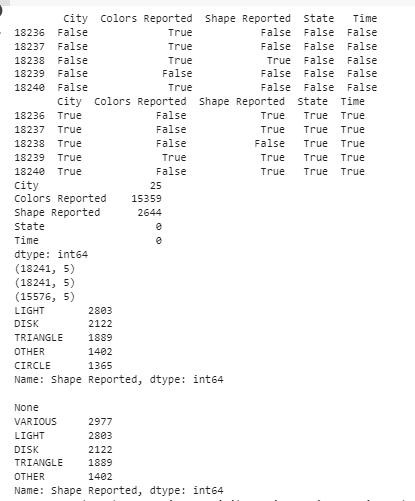 City Colors Reported Shape Reported State Time
18236 False True False False False
18237 False True False False False
18238 False True True False False
18239 False False False False False
18240 False True False False False
City Colors Reported Shape Reported State Time
18236 True False True True True
18237 True False True True True
18238 True False False True True
18239 True True True True True
18240 True False True True True
City 25
Colors Reported 15359
Shape Reported 2644
State 0
Time 0
dtype: int64
(18241, 5)
(18241, 5)
(15576, 5)
LIGHT 2803
DISK 2122
TRIANGLE 1889
OTHER 1402
CIRCLE 1365
Name: Shape Reported, dtype: int64
None
VARIOUS 2977
LIGHT 2803
DISK 2122
TRIANGLE 1889
OTHER 1402
Name: Shape Reported, dtype: int64